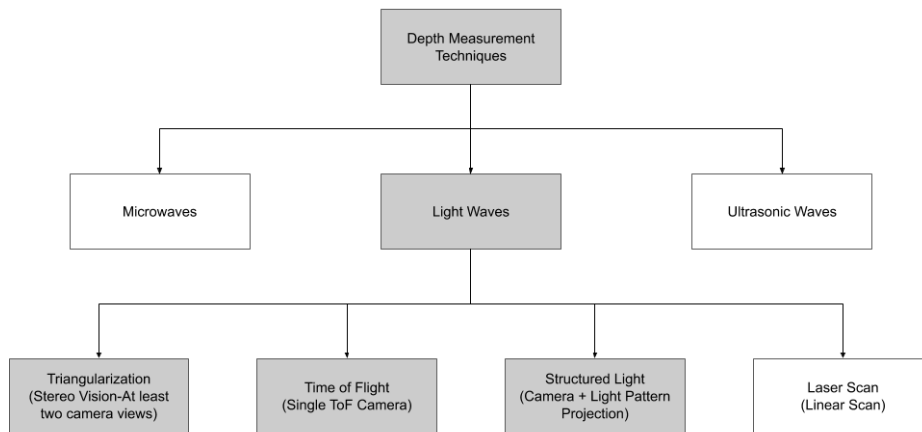 Depth Measurement
Techniques
Microwaves
Light Waves
Ultrasonic Waves
Triangularization
(Stereo Vision-At least
two camera views)
Time of Flight
(Single ToF Camera)
Structured Light
(Camera + Light Pattern
Projection)
Laser Scan
(Linear Scan)